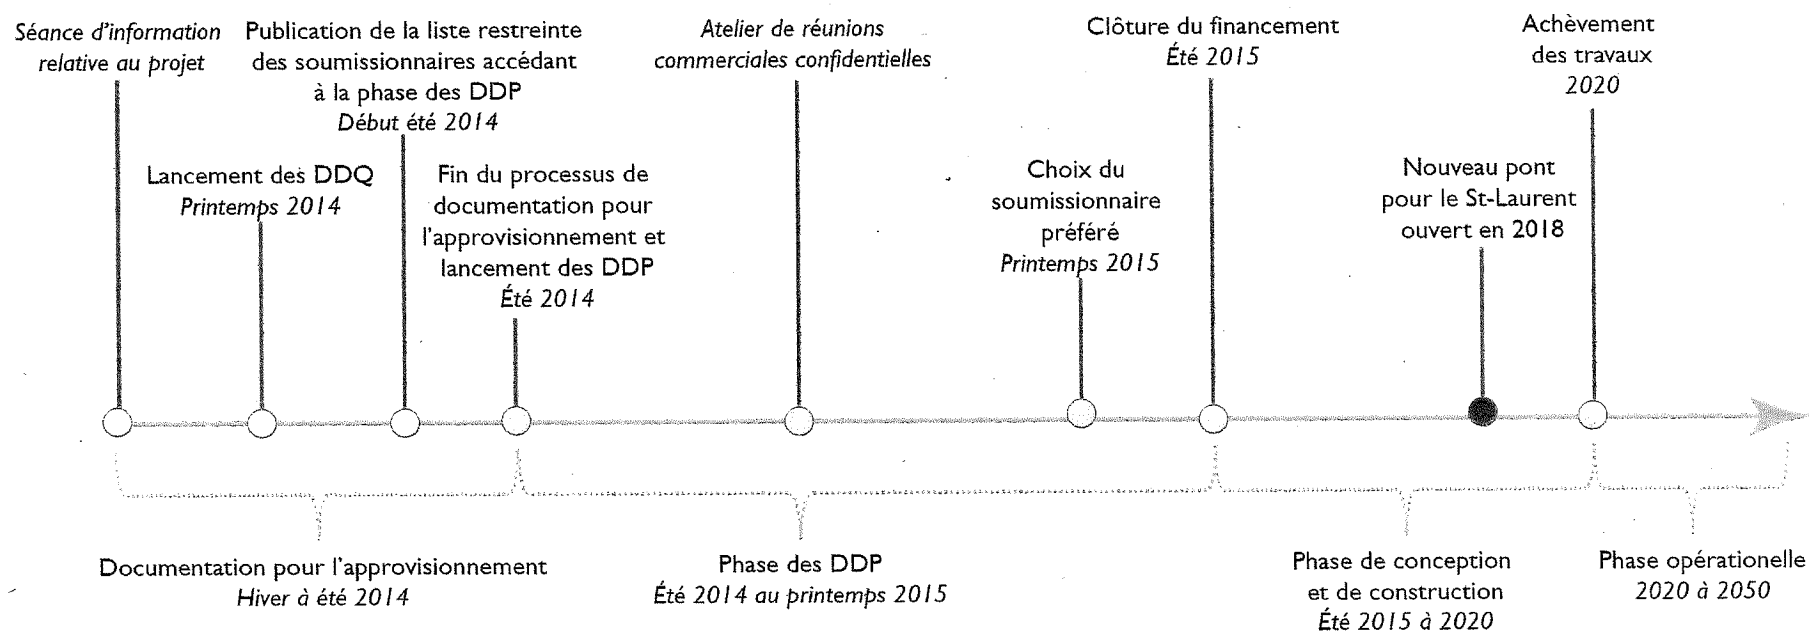 Séance d'information
relative au projet
Publication de la liste restreinte
des soumissionnaires accédant
à la phase des DDP
Début été 2014
Atelier de réunions
commerciales confidentielles
Clôture du financement
Été 2015
Achèvement
des travaux
2020
Lancement des DDQ
Printemps 2014
Fin du processus de
documentation pour
l'approvisionnement et
lancement des DDP
Été 2014
Choix du
soumissionnaire
préféré
Printemps 2015
Nouveau pont
pour le St-Laurent
ouvert en 2018
Documentation pour l'approvisionnement
Hiver à été 2014
Phase des DDP
Été 2014 au printemps 2015
Phase de conception
et de construction
Été 2015 à 2020
Phase opérationelle
2020 à 2050